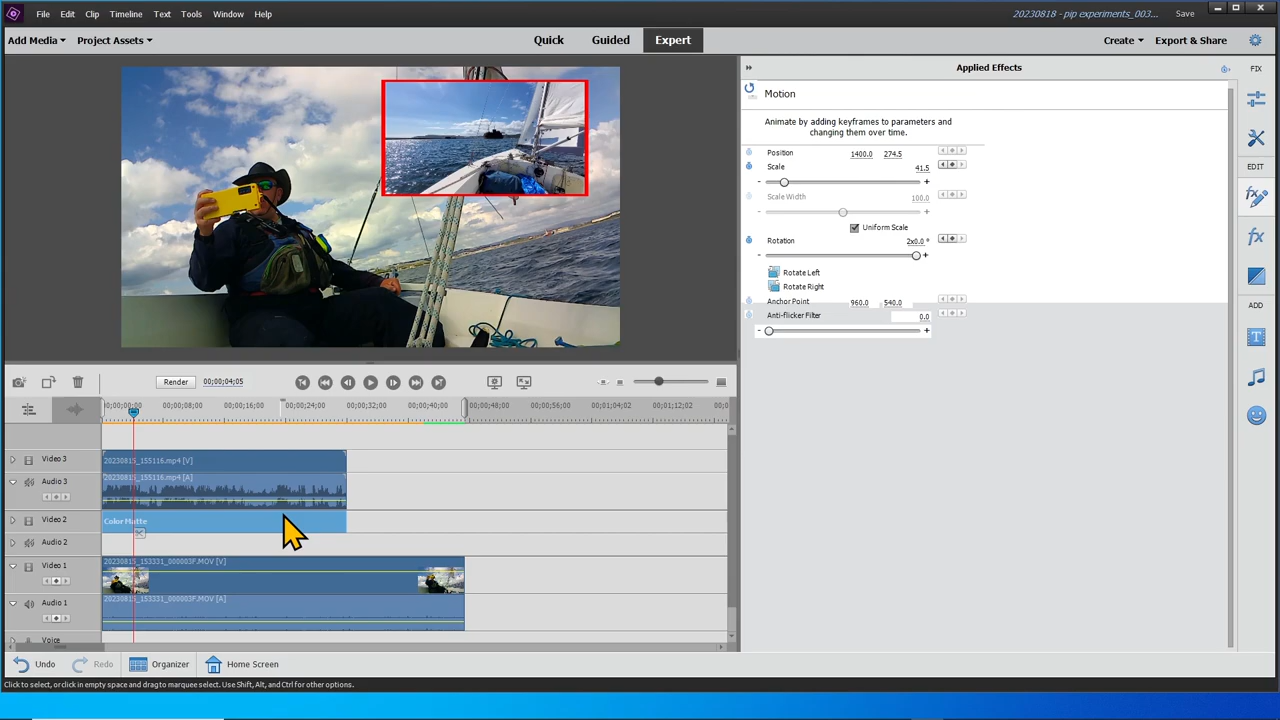 File Edit Clip Timeline Text Tools Window Help
20230818 - pip experiments_003... Save
Add Media Project Assets
Quick Guided Expert
Create Export & Share
Applied Effects
FIX
Motion
Animate by adding keyframes to parameters and
changing them over time.
Position 1400.0 274.5
Scale 41.5
EDIT
- +
Scale Width 100.0
- +
Uniform Scale
Rotation 2x0.0 °
- +
Rotate Left
Rotate Right
Anchor Point 960.0 540.0
ADD
Anti-flicker Filter 0.0
- +
Render 00;00;04;05
00;00;00;00 00;00;08;00 00;00;16;00 00;00;24;00 00;00;32;00 00;00;40;00 00;00;48;00 00;00;56;00 00;01;04;02 00;01;12;02 00;0
Video 3 20230815_155116.mp4 [V]
Audio 3 20230815_155116.mp4 [A]
Video 2 Color Matte
Audio 2
Video 1 20230815_153331_000003F.MOV [V]
Audio 1 20230815_153331_000003F.MOV [A]
Voice
Undo Redo Organizer Home Screen
Click to select, or click in empty space and drag to marquee select. Use Shift, Alt, and Ctrl for other options.